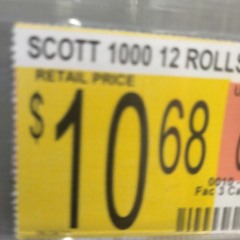 SCOTT 1000 12 ROLLS
RETAIL PRICE
$10 68